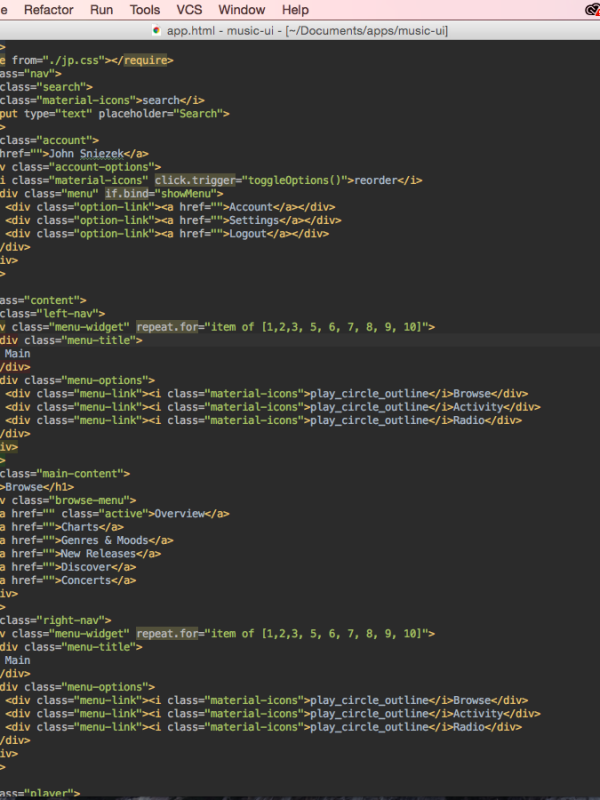 e Refactor Run Tools VCS Window Help
app.html - music-ui - [~/Documents/apps/music-ui]
>
e from="./jp.css"></require>
ass="nav">
class="search">
class="material-icons">search</i>
put type="text" placeholder="Search">
>
class="account">
href="">John Sniezek</a>
v class="account-options">
i class="material-icons" click.trigger="toggleOptions()">reorder</i>
div class="menu" if.bind="showMenu">
<div class="option-link"><a href="">Account</a></div>
<div class="option-link"><a href="">Settings</a></div>
<div class="option-link"><a href="">Logout</a></div>
/div>
iv>
>
ass="content">
class="left-nav">
v class="menu-widget" repeat.for="item of [1,2,3, 5, 6, 7, 8, 9, 10]">
div class="menu-title">
Main
/div>
div class="menu-options">
<div class="menu-link"><i class="material-icons">play_circle_outline</i>Browse</div>
<div class="menu-link"><i class="material-icons">play_circle_outline</i>Activity</div>
<div class="menu-link"><i class="material-icons">play_circle_outline</i>Radio</div>
/div>
iv>
>
class="main-content">
>Browse</h1>
v class="browse-menu">
a href="" class="active">Overview</a>
a href="">Charts</a>
a href="">Genres & Moods</a>
a href="">New Releases</a>
a href="">Discover</a>
a href="">Concerts</a>
iv>
>
class="right-nav">
v class="menu-widget" repeat.for="item of [1,2,3, 5, 6, 7, 8, 9, 10]">
div class="menu-title">
Main
/div>
div class="menu-options">
<div class="menu-link"><i class="material-icons">play_circle_outline</i>Browse</div>
<div class="menu-link"><i class="material-icons">play_circle_outline</i>Activity</div>
<div class="menu-link"><i class="material-icons">play_circle_outline</i>Radio</div>
/div>
iv>
>
ass="player">